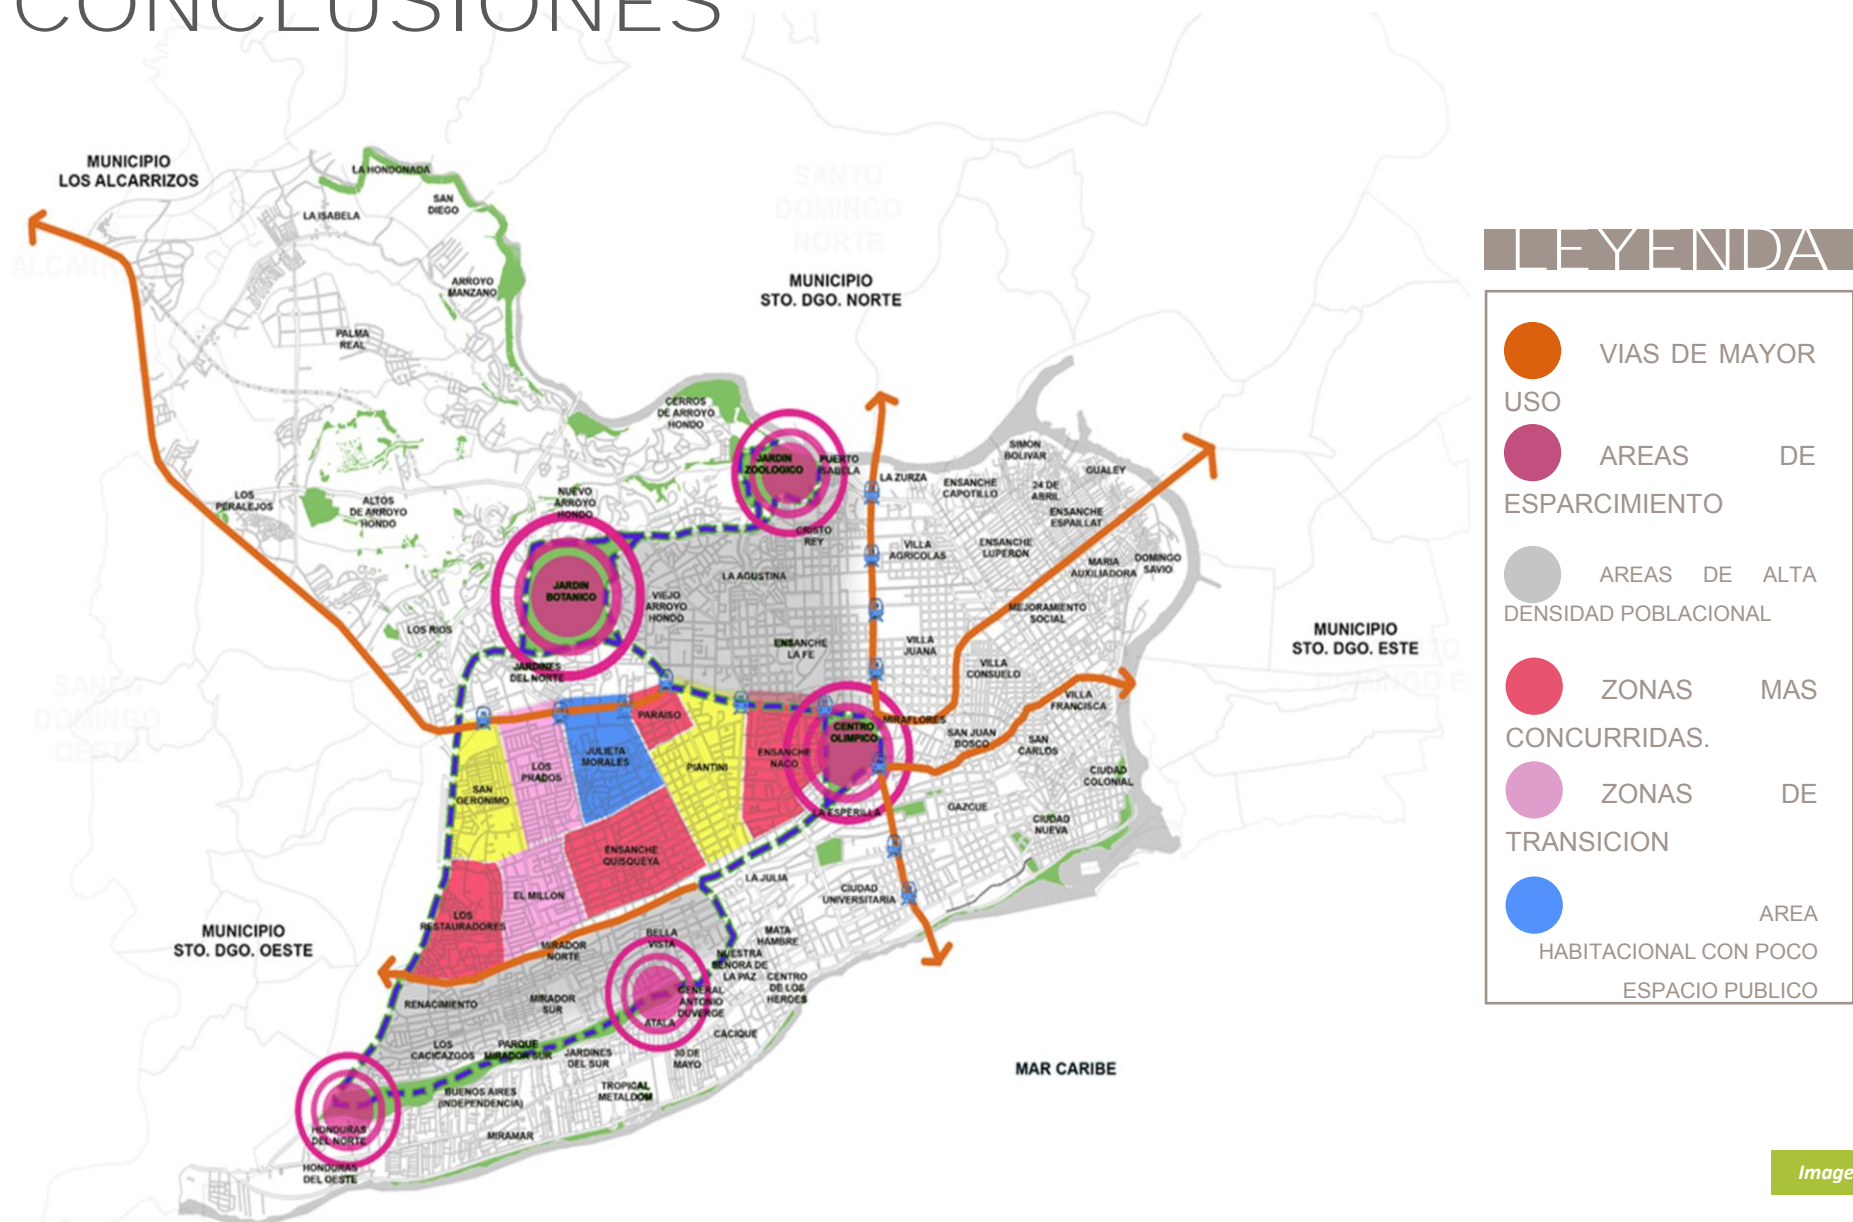 CONCLUSIONES
MUNICIPIO
LOS ALCARRIZOS
LA HONDONADA
SAN
DIEGO
LA ISABELA
SANTO
DOMINGO
NORTE
ARROYO
MANZANO
MUNICIPIO
STO. DGO. NORTE
PALMA
REAL
CERROS
DE ARROYO
HONDO
JARDIN
ZOOLOGICO
PUERTO
ISABELA
LA ZURZA
SIMON
BOLIVAR
GUALEY
ENSANCHE
CAPOTILLO
24 DE
ABRIL
ENSANCHE
ESPAILLAT
LOS
PERALEJOS
ALTOS
DE ARROYO
HONDO
NUEVO
ARROYO
HONDO
CRISTO
REY
VILLA
AGRICOLAS
ENSANCHE
LUPERON
MARIA
AUXILIADORA
DOMINGO
SAVIO
LA AGUSTINA
JARDIN
BOTANICO
VIEJO
ARROYO
HONDO
MEJORAMIENTO
SOCIAL
LOS RIOS
ENSANCHE
LA FE
VILLA
JUANA
VILLA
CONSUELO
MUNICIPIO
STO. DGO. ESTE
JARDINES
DEL NORTE
VILLA
FRANCISCA
SANTO
DOMINGO
OESTE
PARAISO
MIRAFLORES
CENTRO
OLIMPICO
SAN JUAN
BOSCO
SAN
CARLOS
JULIETA
MORALES
LOS
PRADOS
PIANTINI
ENSANCHE
NACO
CIUDAD
COLONIAL
SAN
GERONIMO
LA ESPERILLA
GAZCUE
CIUDAD
NUEVA
ENSANCHE
QUISQUEYA
LA JULIA
EL MILLON
CIUDAD
UNIVERSITARIA
LOS
RESTAURADORES
MUNICIPIO
STO. DGO. OESTE
BELLA
VISTA
MATA
HAMBRE
MIRADOR
NORTE
NUESTRA
SEÑORA DE
LA PAZ
CENTRO
DE LOS
HEROES
RENACIMIENTO
MIRADOR
SUR
GENERAL
ANTONIO
DUVERGE
ATALA
CACIQUE
LOS
CACICAZGOS
PARQUE
MIRADOR SUR
JARDINES
DEL SUR
30 DE
MAYO
MAR CARIBE
BUENOS AIRES
(INDEPENDENCIA)
TROPICAL
METALDOM
HONDURAS
DEL NORTE
MIRAMAR
HONDURAS
DEL OESTE
LEYENDA
VIAS DE MAYOR
USO
AREAS DE
ESPARCIMIENTO
AREAS DE ALTA
DENSIDAD POBLACIONAL
ZONAS MAS
CONCURRIDAS.
ZONAS DE
TRANSICION
AREA
HABITACIONAL CON POCO
ESPACIO PUBLICO
Image